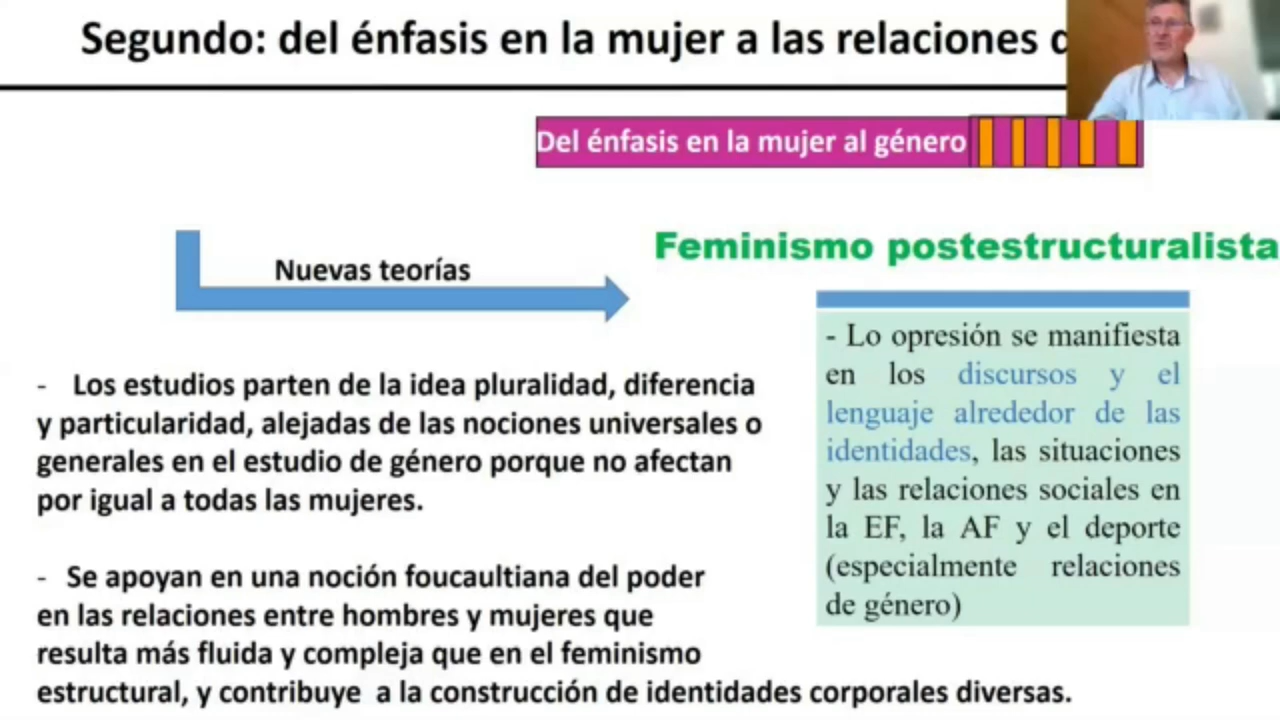 Segundo: del énfasis en la mujer a las relaciones
Del énfasis en la mujer al género
Nuevas teorías
Feminismo postestructuralista
- Los estudios parten de la idea pluralidad, diferencia
y particularidad, alejadas de las nociones universales o
generales en el estudio de género porque no afectan
por igual a todas las mujeres.
- Se apoyan en una noción foucaultiana del poder
en las relaciones entre hombres y mujeres que
resulta más fluida y compleja que en el feminismo
estructural, y contribuye a la construcción de identidades corporales diversas.
- Lo opresión se manifiesta
en los discursos y el
lenguaje alrededor de las
identidades, las situaciones
y las relaciones sociales en
la EF, la AF y el deporte
(especialmente relaciones
de género)